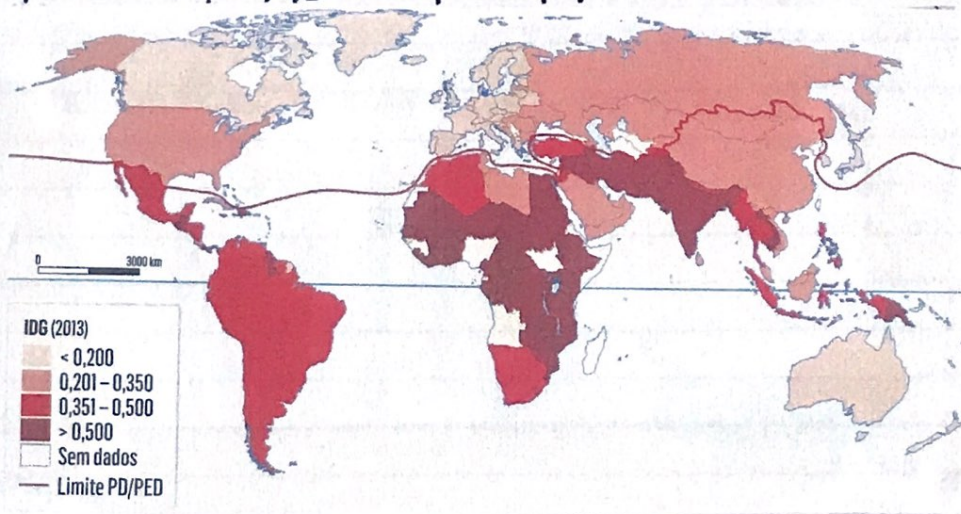 0 3000 km
IDG (2013)
< 0,200
0,201 – 0,350
0,351 – 0,500
> 0,500
Sem dados
Limite PD/PED